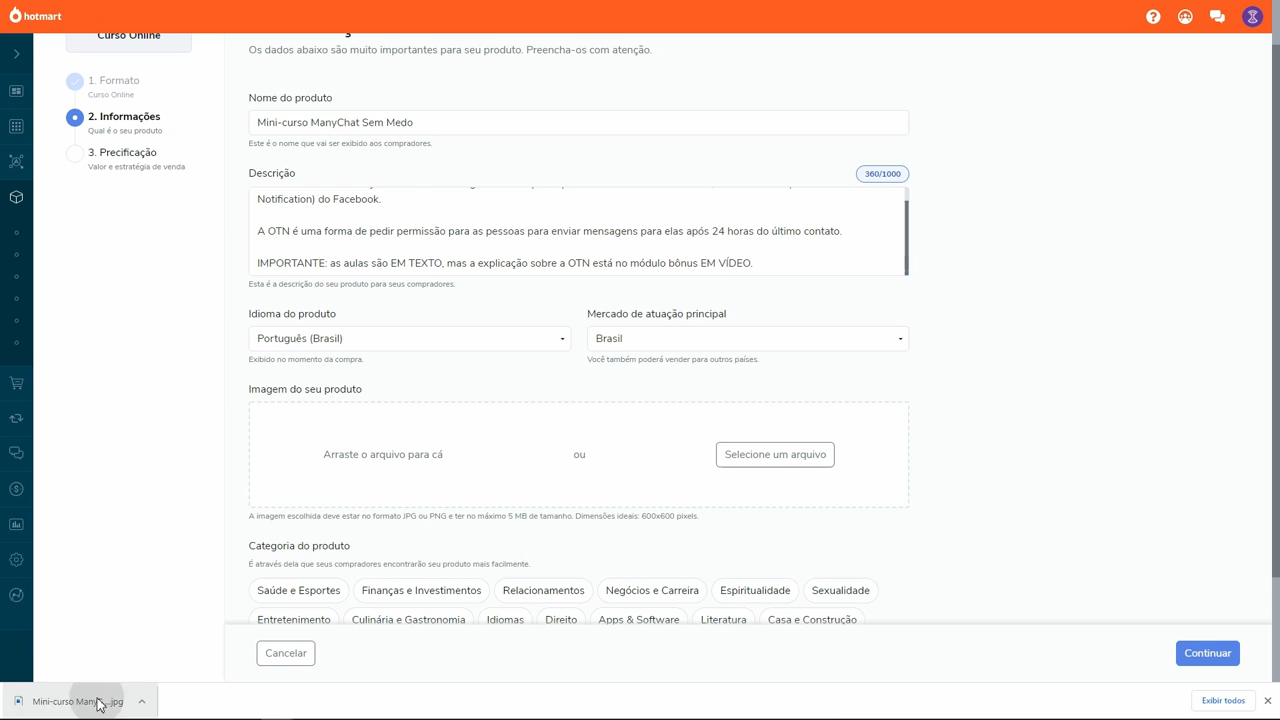 hotmart
Curso Online
Os dados abaixo são muito importantes para seu produto. Preencha-os com atenção.
1. Formato
Curso Online
2. Informações
Qual é o seu produto
3. Precificação
Valor e estratégia de venda
Nome do produto
Mini-curso ManyChat Sem Medo
Este é o nome que vai ser exibido aos compradores.
Descrição
360/1000
Notification) do Facebook.
A OTN é uma forma de pedir permissão para as pessoas para enviar mensagens para elas após 24 horas do último contato.
IMPORTANTE: as aulas são EM TEXTO, mas a explicação sobre a OTN está no módulo bônus EM VÍDEO.
Esta é a descrição do seu produto para seus compradores.
Idioma do produto
Mercado de atuação principal
Português (Brasil)
Brasil
Exibido no momento da compra.
Você também poderá vender para outros países.
Imagem do seu produto
Arraste o arquivo para cá
ou
Selecione um arquivo
A imagem escolhida deve estar no formato JPG ou PNG e ter no máximo 5 MB de tamanho. Dimensões ideais: 600x600 pixels.
Categoria do produto
É através dela que seus compradores encontrarão seu produto mais facilmente.
Saúde e Esportes
Finanças e Investimentos
Relacionamentos
Negócios e Carreira
Espiritualidade
Sexualidade
Entretenimento
Culinária e Gastronomia
Idiomas
Direito
Apps & Software
Literatura
Casa e Construção
Cancelar
Continuar
Mini-curso Many....jpg
Exibir todos